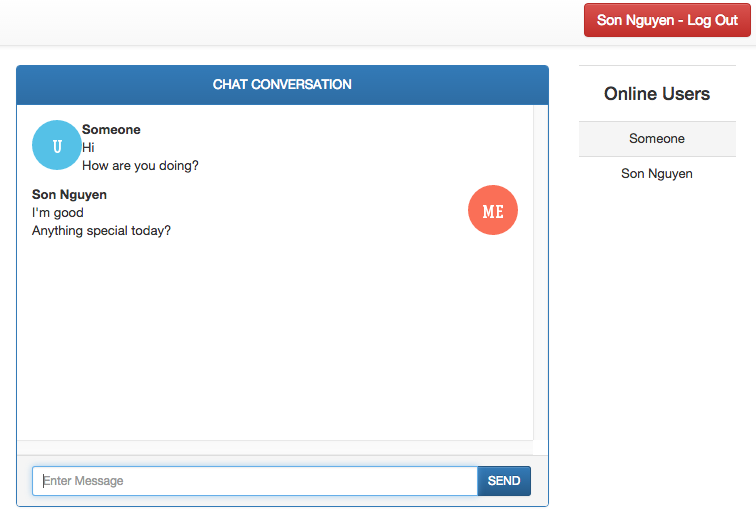 Son Nguyen - Log Out
CHAT CONVERSATION
U
Someone
Hi
How are you doing?
Son Nguyen
ME
I'm good
Anything special today?
Enter Message
SEND
Online Users
Someone
Son Nguyen